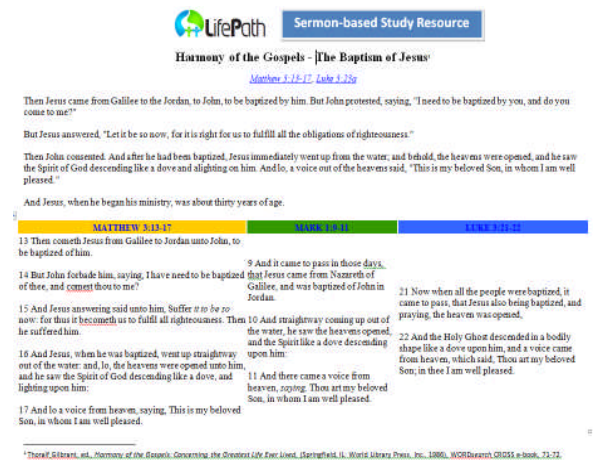 LifePath
Sermon-based Study Resource
Harmony of the Gospels - The Baptism of Jesus¹
Matthew 3:13-17, Luke 3:23a
Then Jesus came from Galilee to the Jordan, to John, to be baptized by him. But John protested, saying, "I need to be baptized by you, and do you
come to me?"
But Jesus answered, "Let it be so now, for it is right for us to fulfill all the obligations of righteousness."
Then John consented. And after he had been baptized, Jesus immediately went up from the water; and behold, the heavens were opened, and he saw
the Spirit of God descending like a dove and alighting on him. And lo, a voice out of the heavens said, "This is my beloved Son, in whom I am well
pleased."
And Jesus, when he began his ministry, was about thirty years of age.
MATTHEW 3:13-17
13 Then cometh Jesus from Galilee to Jordan unto John, to
be baptized of him.
14 But John forbade him, saying, I have need to be baptized
of thee, and comest thou to me?
15 And Jesus answering said unto him, Suffer it to be so
now: for thus it becometh us to fulfil all righteousness. Then
he suffered him.
16 And Jesus, when he was baptized, went up straightway
out of the water: and, lo, the heavens were opened unto him,
and he saw the Spirit of God descending like a dove, and
lighting upon him:
17 And lo a voice from heaven, saying, This is my beloved
Son, in whom I am well pleased.
MARK 1:9-11
9 And it came to pass in those days,
that Jesus came from Nazareth of
Galilee, and was baptized of John in
Jordan.
10 And straightway coming up out of
the water, he saw the heavens opened,
and the Spirit like a dove descending
upon him:
11 And there came a voice from
heaven, saying, Thou art my beloved
Son, in whom I am well pleased.
LUKE 3:21-22
21 Now when all the people were baptized, it
came to pass, that Jesus also being baptized, and
praying, the heaven was opened,
22 And the Holy Ghost descended in a bodily
shape like a dove upon him, and a voice came
from heaven, which said, Thou art my beloved
Son; in thee I am well pleased.
¹ Thoralf Gilbrant, ed., Harmony of the Gospels: Concerning the Greatest Life Ever Lived, (Springfield, IL: World Library Press, Inc., 1986), WORDsearch CROSS e-book, 71-72.